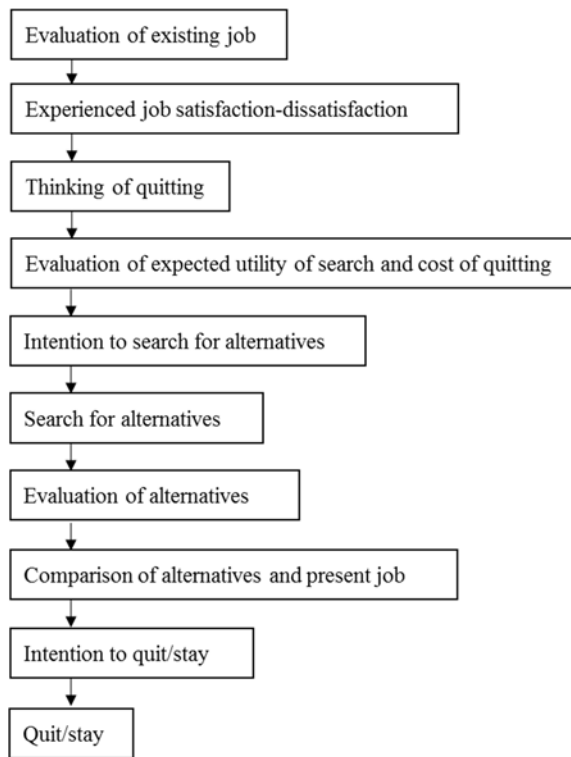 Evaluation of existing job
Experienced job satisfaction-dissatisfaction
Thinking of quitting
Evaluation of expected utility of search and cost of quitting
Intention to search for alternatives
Search for alternatives
Evaluation of alternatives
Comparison of alternatives and present job
Intention to quit/stay
Quit/stay